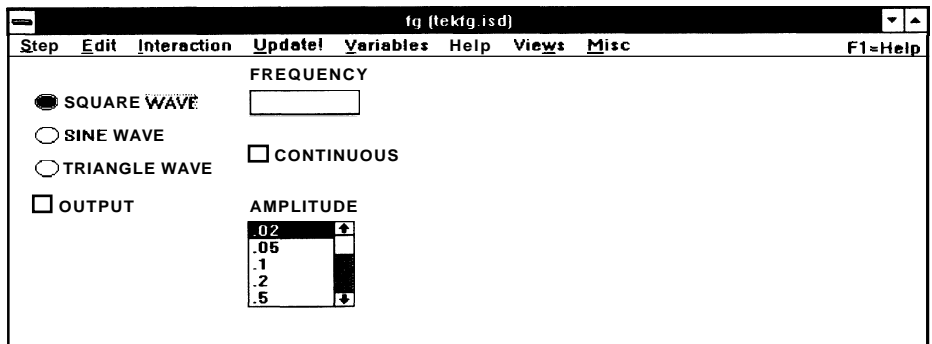 fg (tekfg.isd)
Step Edit Interaction Update! Variables Help Views Misc F1=Help
FREQUENCY
SQUARE WAVE
SINE WAVE
CONTINUOUS
TRIANGLE WAVE
OUTPUT
AMPLITUDE
.02
.05
.1
.2
.5